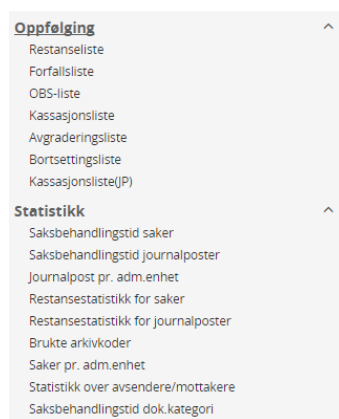 Oppfølging
Restanseliste
Forfallsliste
OBS-liste
Kassasjonsliste
Avgraderingsliste
Bortsettingsliste
Kassasjonsliste(JP)
Statistikk
Saksbehandlingstid saker
Saksbehandlingstid journalposter
Journalpost pr. adm.enhet
Restansestatistikk for saker
Restansestatistikk for journalposter
Brukte arkivkoder
Saker pr. adm.enhet
Statistikk over avsendere/mottakere
Saksbehandlingstid dok.kategori